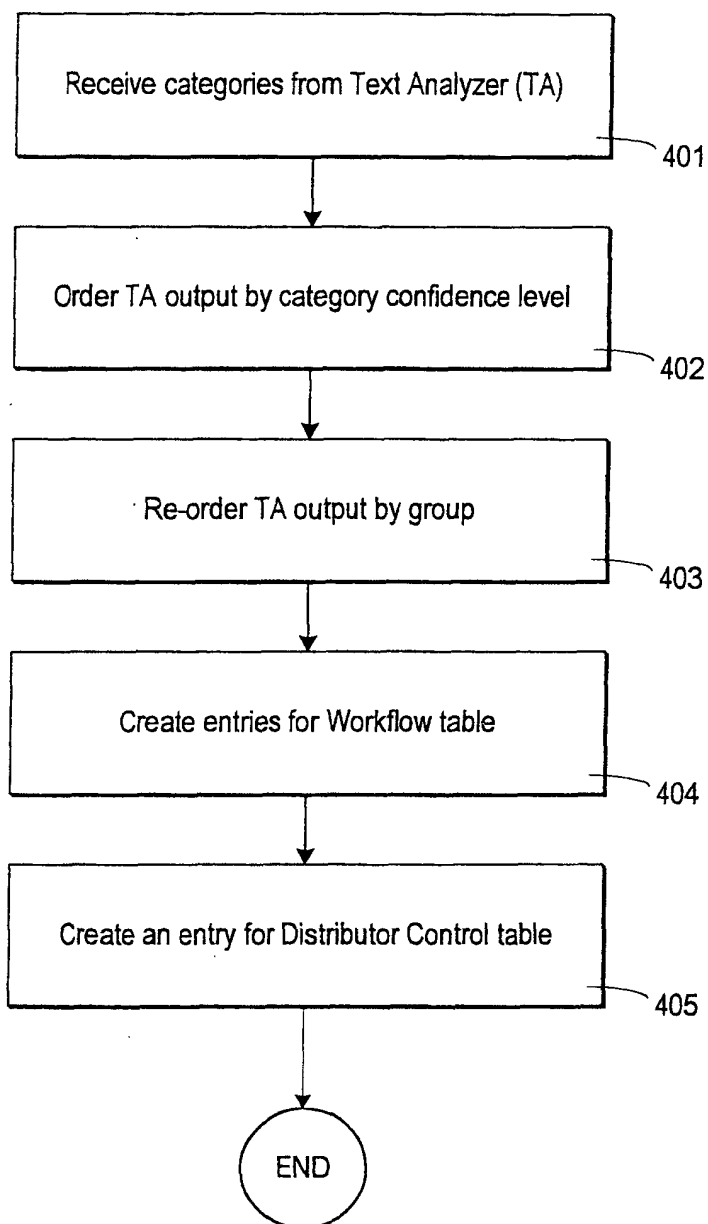 Receive categories from Text Analyzer (TA)
401
Order TA output by category confidence level
402
Re-order TA output by group
403
Create entries for Workflow table
404
Create an entry for Distributor Control table
405
END